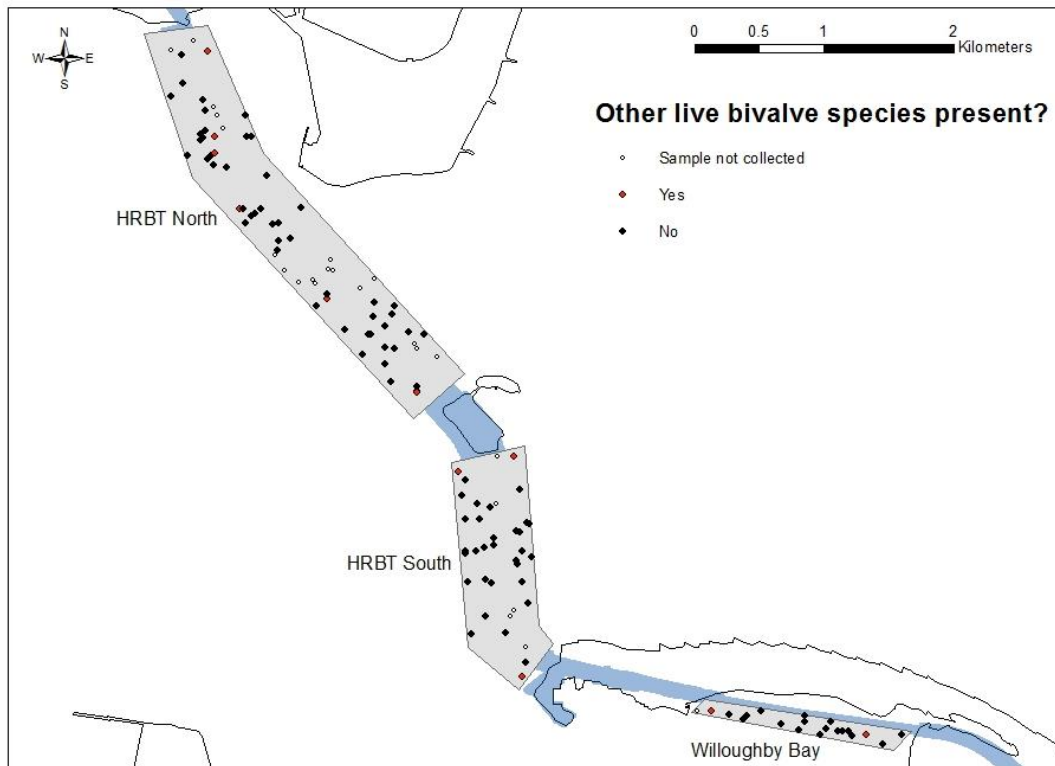 N
W E
S
0 0.5 1 2
Kilometers
Other live bivalve species present?
Sample not collected
Yes
No
HRBT North
HRBT South
Willoughby Bay